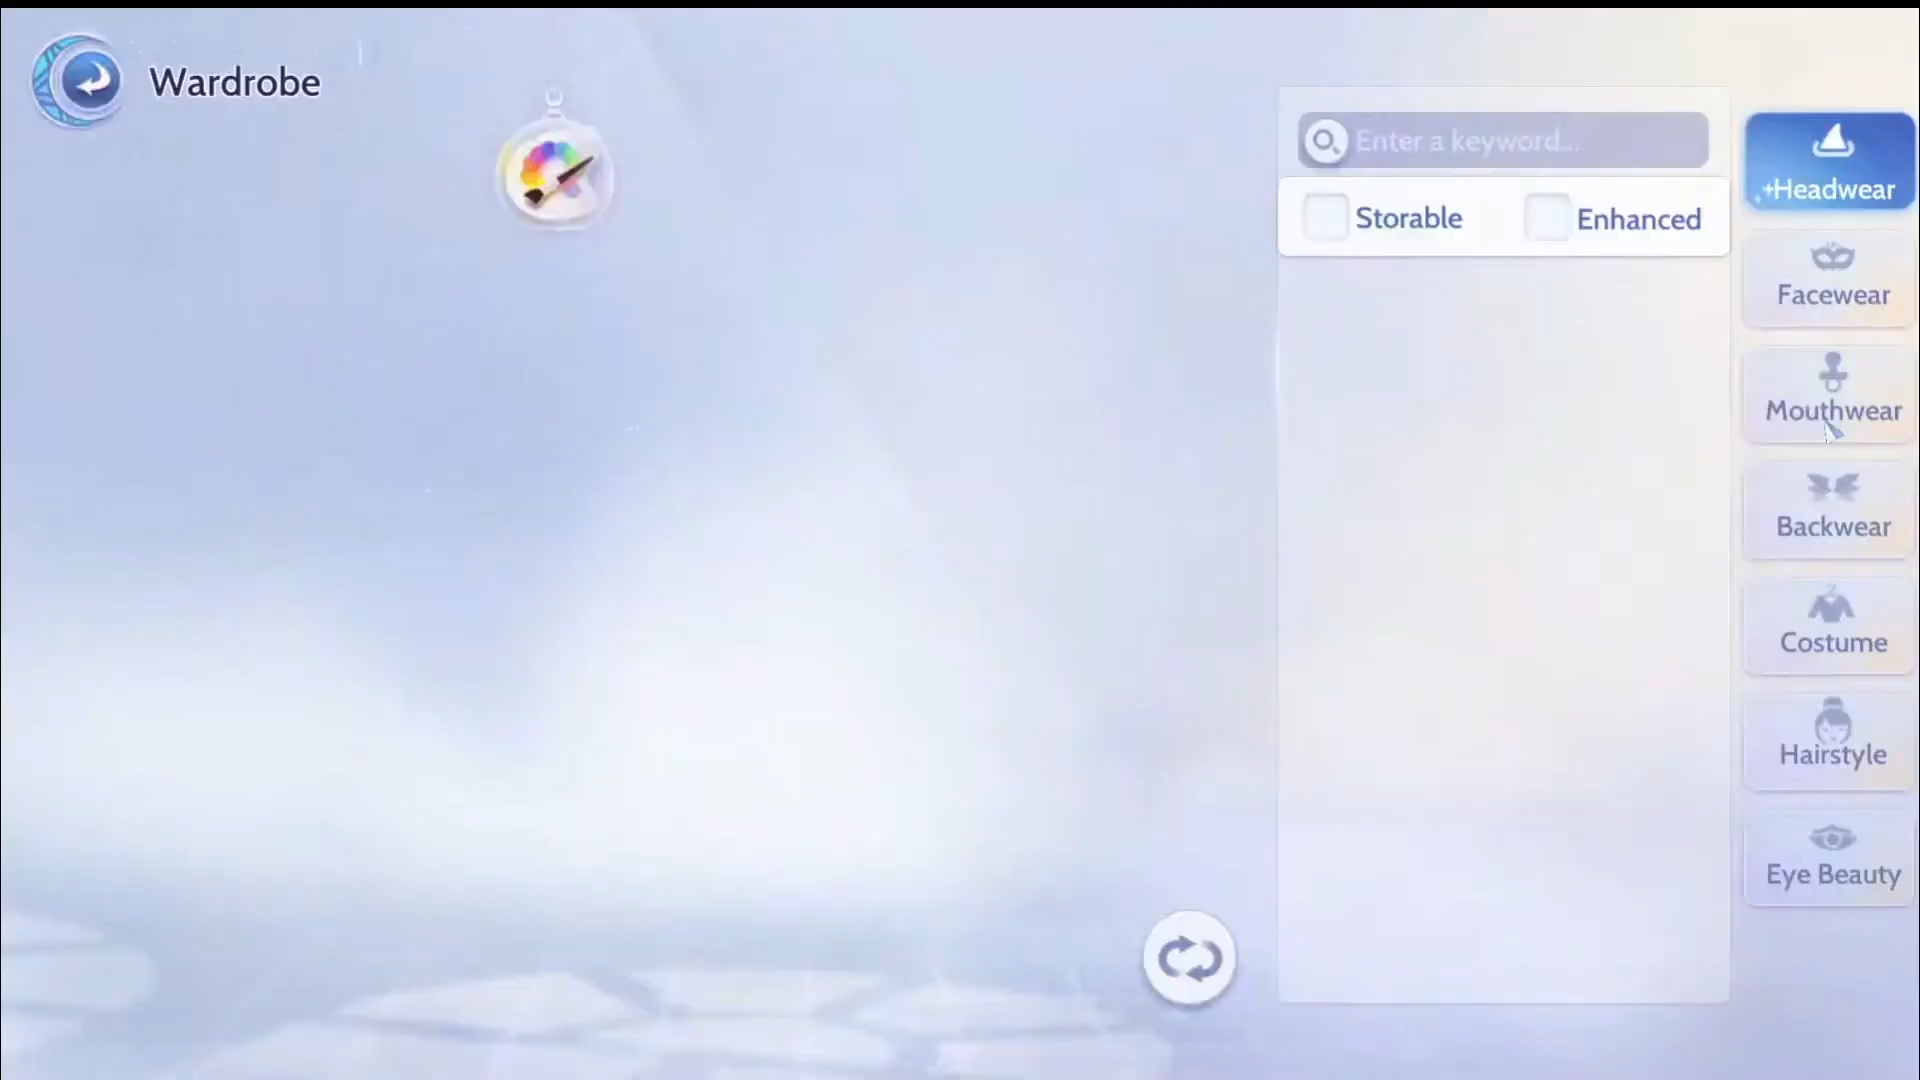 Wardrobe
Enter a keyword...
Storable
Enhanced
Headwear
Facewear
Mouthwear
Backwear
Costume
Hairstyle
Eye Beauty